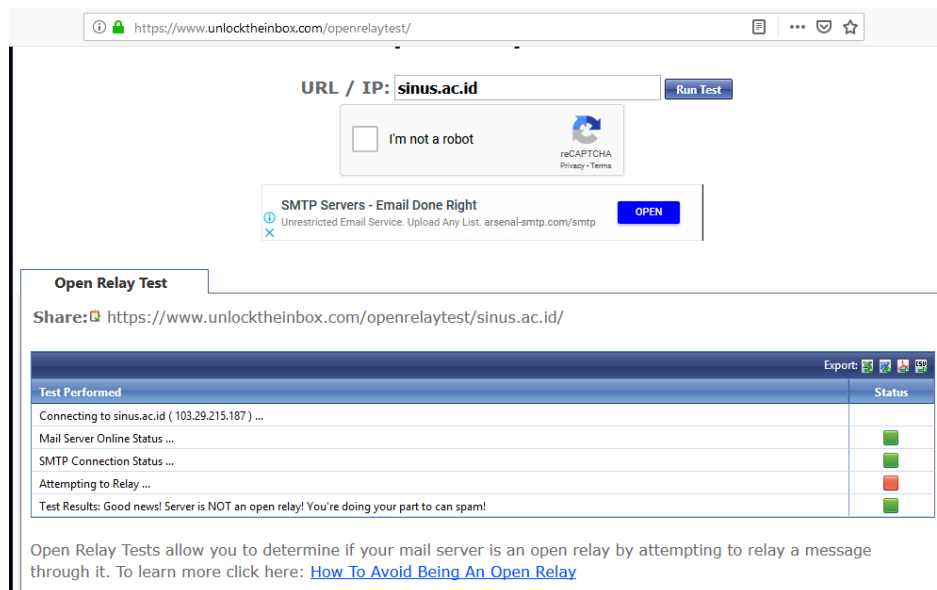 https://www.unlocktheinbox.com/openrelaytest/
URL / IP: sinus.ac.id Run Test
I'm not a robot
reCAPTCHA
Privacy - Terms
SMTP Servers - Email Done Right
Unrestricted Email Service. Upload Any List. arsenal-smtp.com/smtp
OPEN
Open Relay Test
Share: https://www.unlocktheinbox.com/openrelaytest/sinus.ac.id/
Export:
Test Performed Status
Connecting to sinus.ac.id ( 103.29.215.187 ) ...
Mail Server Online Status ...
SMTP Connection Status ...
Attempting to Relay ...
Test Results: Good news! Server is NOT an open relay! You're doing your part to can spam!
Open Relay Tests allow you to determine if your mail server is an open relay by attempting to relay a message
through it. To learn more click here: How To Avoid Being An Open Relay